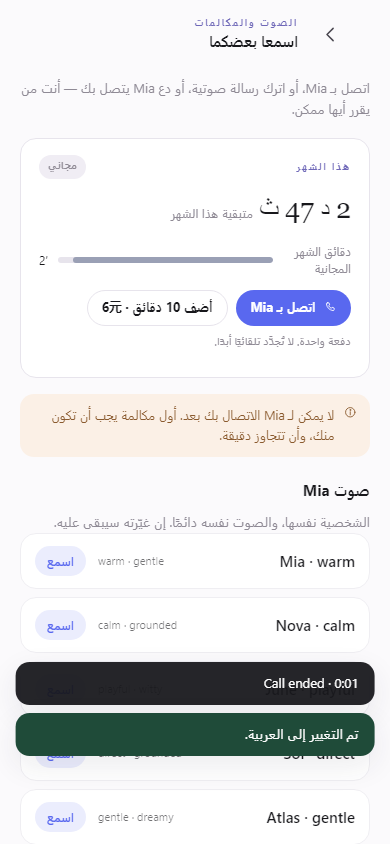 الصوت والمكالمات
اسمعا بعضكما
اتصل بـ Mia، أو اترك رسالة صوتية، أو دع Mia يتصل بك — أنت من
يقرر أيها ممكن.
هذا الشهر
مجاني
2 د 47 ث متبقية هذا الشهر
دقائق الشهر
المجانية
2′
اتصل بـ Mia
أضف 10 دقائق · 6元
دفعة واحدة. لا تُجدَّد تلقائيًا أبدًا.
لا يمكن لـ Mia الاتصال بك بعد. أول مكالمة يجب أن تكون
منك، وأن تتجاوز دقيقة.
صوت Mia
الشخصية نفسها، والصوت نفسه دائمًا. إن غيّرته سيبقى عليه.
Mia · warm
warm · gentle
اسمع
Nova · calm
calm · grounded
اسمع
Call ended · 0:01
تم التغيير إلى العربية.
Atlas · gentle
gentle · dreamy
اسمع